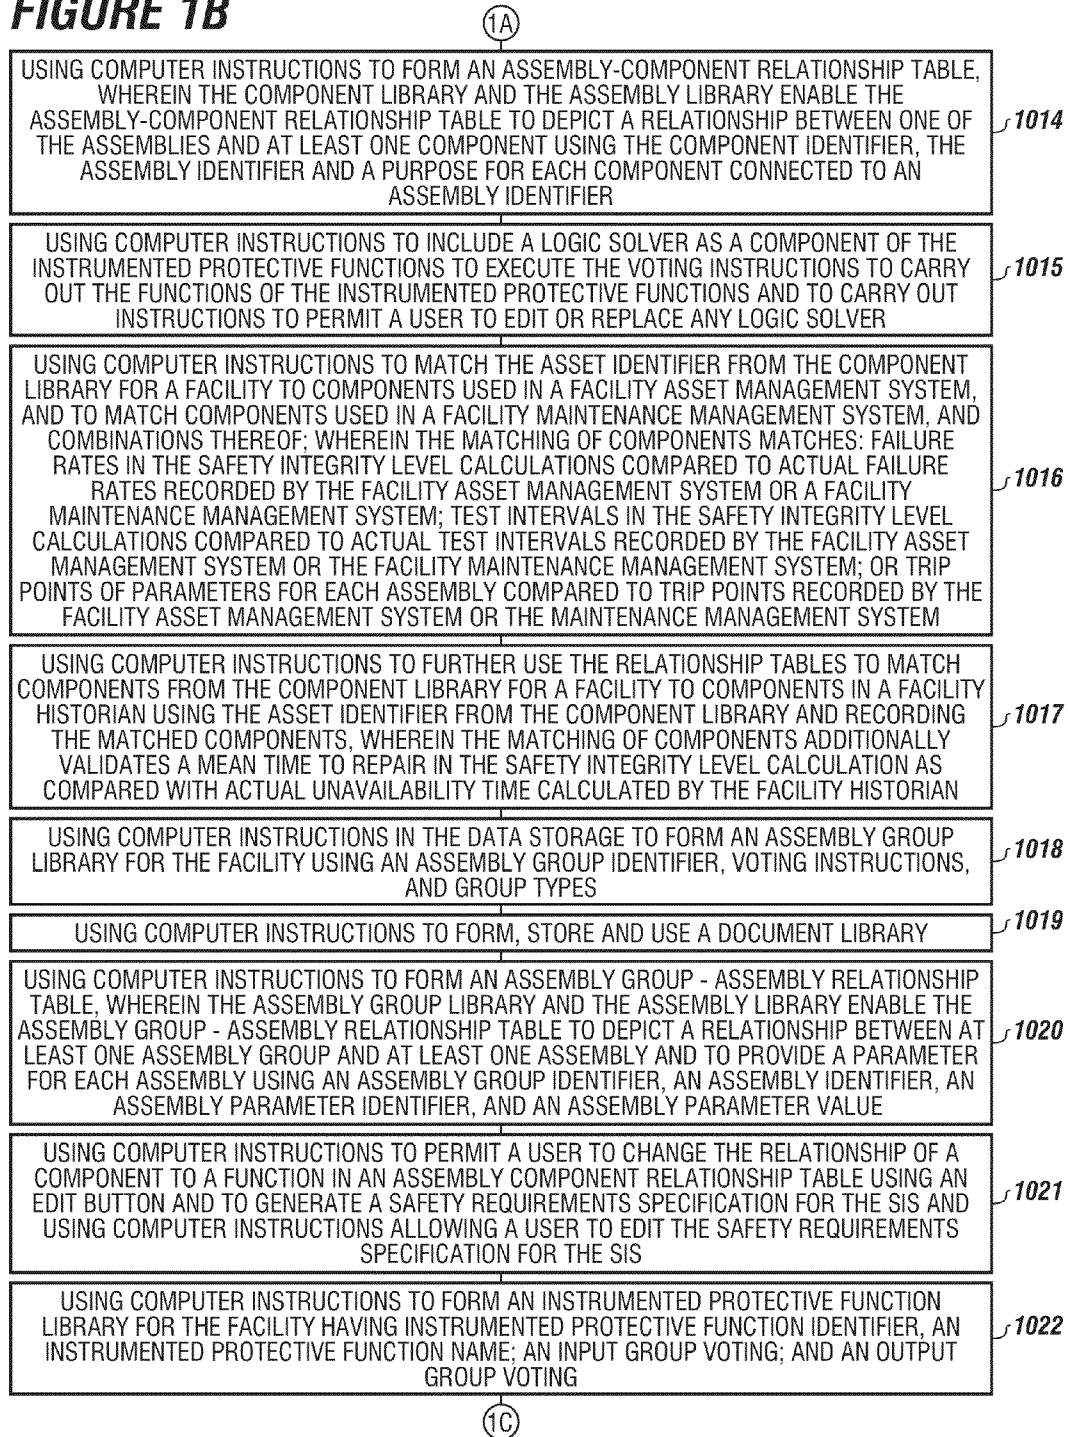 FIGURE 1B
1A
USING COMPUTER INSTRUCTIONS TO FORM AN ASSEMBLY-COMPONENT RELATIONSHIP TABLE,
WHEREIN THE COMPONENT LIBRARY AND THE ASSEMBLY LIBRARY ENABLE THE
ASSEMBLY-COMPONENT RELATIONSHIP TABLE TO DEPICT A RELATIONSHIP BETWEEN ONE OF
THE ASSEMBLIES AND AT LEAST ONE COMPONENT USING THE COMPONENT IDENTIFIER, THE
ASSEMBLY IDENTIFIER AND A PURPOSE FOR EACH COMPONENT CONNECTED TO AN
ASSEMBLY IDENTIFIER
1014
USING COMPUTER INSTRUCTIONS TO INCLUDE A LOGIC SOLVER AS A COMPONENT OF THE
INSTRUMENTED PROTECTIVE FUNCTIONS TO EXECUTE THE VOTING INSTRUCTIONS TO CARRY
OUT THE FUNCTIONS OF THE INSTRUMENTED PROTECTIVE FUNCTIONS AND TO CARRY OUT
INSTRUCTIONS TO PERMIT A USER TO EDIT OR REPLACE ANY LOGIC SOLVER
1015
USING COMPUTER INSTRUCTIONS TO MATCH THE ASSET IDENTIFIER FROM THE COMPONENT
LIBRARY FOR A FACILITY TO COMPONENTS USED IN A FACILITY ASSET MANAGEMENT SYSTEM,
AND TO MATCH COMPONENTS USED IN A FACILITY MAINTENANCE MANAGEMENT SYSTEM, AND
COMBINATIONS THEREOF; WHEREIN THE MATCHING OF COMPONENTS MATCHES: FAILURE
RATES IN THE SAFETY INTEGRITY LEVEL CALCULATIONS COMPARED TO ACTUAL FAILURE
RATES RECORDED BY THE FACILITY ASSET MANAGEMENT SYSTEM OR A FACILITY
MAINTENANCE MANAGEMENT SYSTEM; TEST INTERVALS IN THE SAFETY INTEGRITY LEVEL
CALCULATIONS COMPARED TO ACTUAL TEST INTERVALS RECORDED BY THE FACILITY ASSET
MANAGEMENT SYSTEM OR THE FACILITY MAINTENANCE MANAGEMENT SYSTEM; OR TRIP
POINTS OF PARAMETERS FOR EACH ASSEMBLY COMPARED TO TRIP POINTS RECORDED BY THE
FACILITY ASSET MANAGEMENT SYSTEM OR THE MAINTENANCE MANAGEMENT SYSTEM
1016
USING COMPUTER INSTRUCTIONS TO FURTHER USE THE RELATIONSHIP TABLES TO MATCH
COMPONENTS FROM THE COMPONENT LIBRARY FOR A FACILITY TO COMPONENTS IN A FACILITY
HISTORIAN USING THE ASSET IDENTIFIER FROM THE COMPONENT LIBRARY AND RECORDING
THE MATCHED COMPONENTS, WHEREIN THE MATCHING OF COMPONENTS ADDITIONALLY
VALIDATES A MEAN TIME TO REPAIR IN THE SAFETY INTEGRITY LEVEL CALCULATION AS
COMPARED WITH ACTUAL UNAVAILABILITY TIME CALCULATED BY THE FACILITY HISTORIAN
1017
USING COMPUTER INSTRUCTIONS IN THE DATA STORAGE TO FORM AN ASSEMBLY GROUP
LIBRARY FOR THE FACILITY USING AN ASSEMBLY GROUP IDENTIFIER, VOTING INSTRUCTIONS,
AND GROUP TYPES
1018
USING COMPUTER INSTRUCTIONS TO FORM, STORE AND USE A DOCUMENT LIBRARY
1019
USING COMPUTER INSTRUCTIONS TO FORM AN ASSEMBLY GROUP - ASSEMBLY RELATIONSHIP
TABLE, WHEREIN THE ASSEMBLY GROUP LIBRARY AND THE ASSEMBLY LIBRARY ENABLE THE
ASSEMBLY GROUP - ASSEMBLY RELATIONSHIP TABLE TO DEPICT A RELATIONSHIP BETWEEN AT
LEAST ONE ASSEMBLY GROUP AND AT LEAST ONE ASSEMBLY AND TO PROVIDE A PARAMETER
FOR EACH ASSEMBLY USING AN ASSEMBLY GROUP IDENTIFIER, AN ASSEMBLY IDENTIFIER, AN
ASSEMBLY PARAMETER IDENTIFIER, AND AN ASSEMBLY PARAMETER VALUE
1020
USING COMPUTER INSTRUCTIONS TO PERMIT A USER TO CHANGE THE RELATIONSHIP OF A
COMPONENT TO A FUNCTION IN AN ASSEMBLY COMPONENT RELATIONSHIP TABLE USING AN
EDIT BUTTON AND TO GENERATE A SAFETY REQUIREMENTS SPECIFICATION FOR THE SIS AND
USING COMPUTER INSTRUCTIONS ALLOWING A USER TO EDIT THE SAFETY REQUIREMENTS
SPECIFICATION FOR THE SIS
1021
USING COMPUTER INSTRUCTIONS TO FORM AN INSTRUMENTED PROTECTIVE FUNCTION
LIBRARY FOR THE FACILITY HAVING INSTRUMENTED PROTECTIVE FUNCTION IDENTIFIER, AN
INSTRUMENTED PROTECTIVE FUNCTION NAME; AN INPUT GROUP VOTING; AND AN OUTPUT
GROUP VOTING
1022
1C